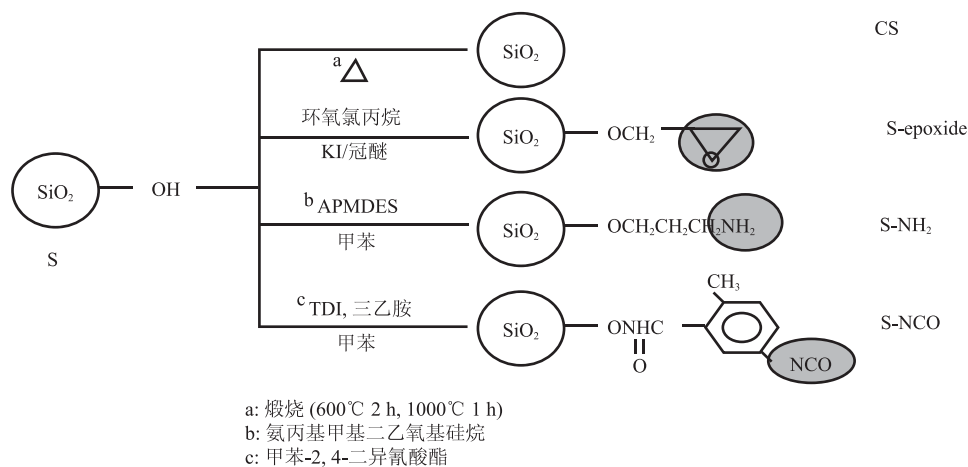 SiO₂ CS
a
环氧氯丙烷
KI/冠醚
SiO₂ OCH₂ O S-epoxide
SiO₂ OH
S
b APMDES
甲苯
SiO₂ OCH₂CH₂CH₂NH₂ S-NH₂
CH₃
c TDI, 三乙胺
甲苯
SiO₂ ONHC S-NCO
O
NCO
a: 煅烧 (600℃ 2 h, 1000℃ 1 h)
b: 氨丙基甲基二乙氧基硅烷
c: 甲苯-2, 4-二异氰酸酯